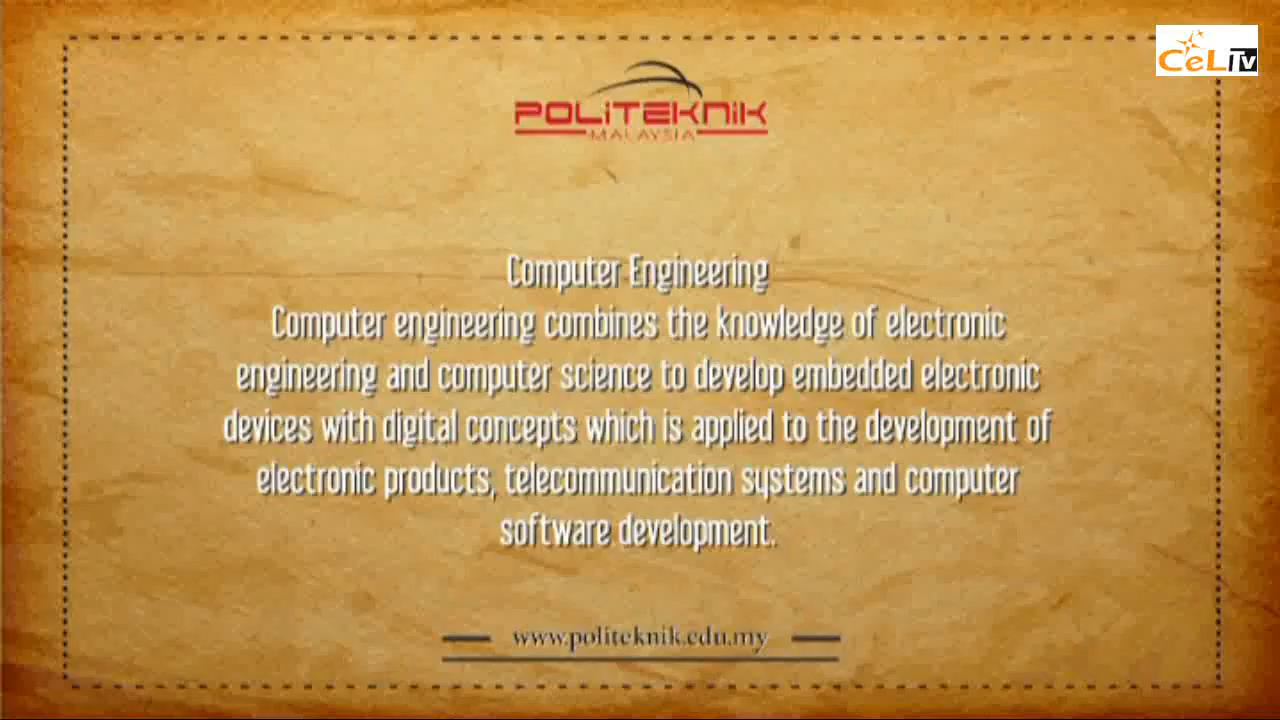 CeLTv
POLiTEKNiK
MALAYSIA
Computer Engineering
Computer engineering combines the knowledge of electronic
engineering and computer science to develop embedded electronic
devices with digital concepts which is applied to the development of
electronic products, telecommunication systems and computer
software development.
www.politeknik.edu.my